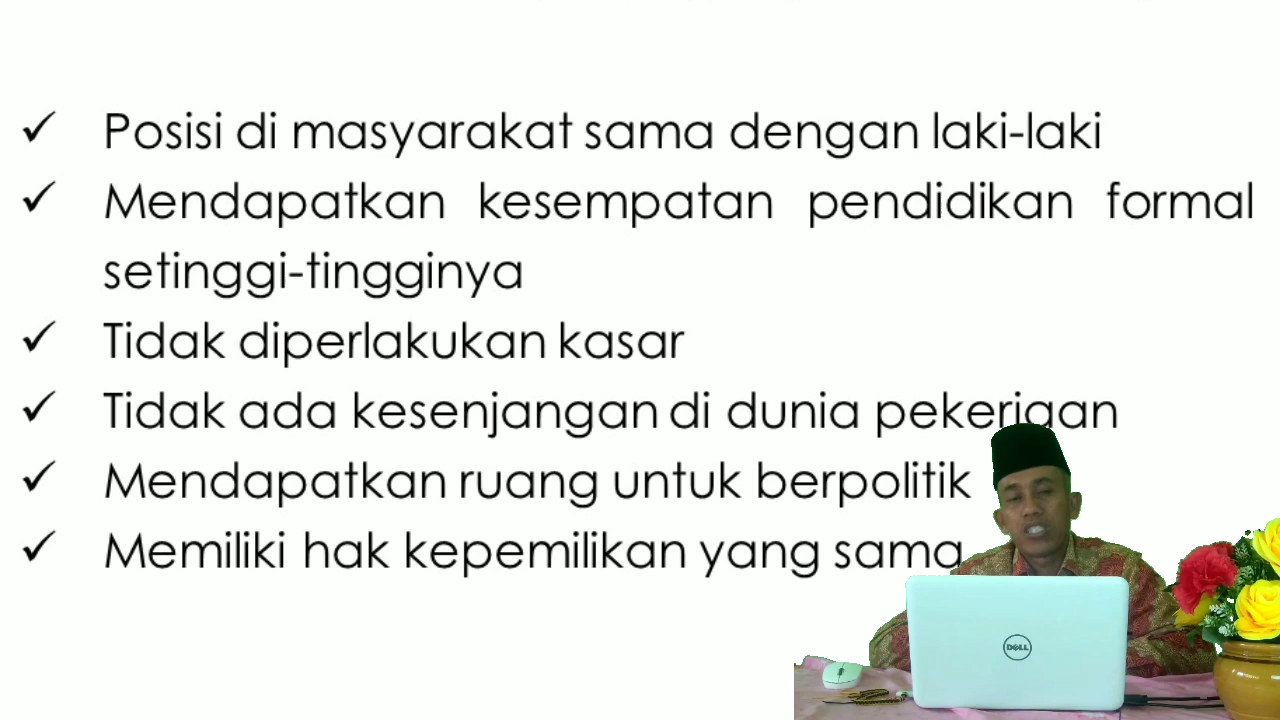 Posisi di masyarakat sama dengan laki-laki
Mendapatkan kesempatan pendidikan formal
setinggi-tingginya
Tidak diperlakukan kasar
Tidak ada kesenjangan di dunia pekerjaan
Mendapatkan ruang untuk berpolitik
Memiliki hak kepemilikan yang sama
DELL